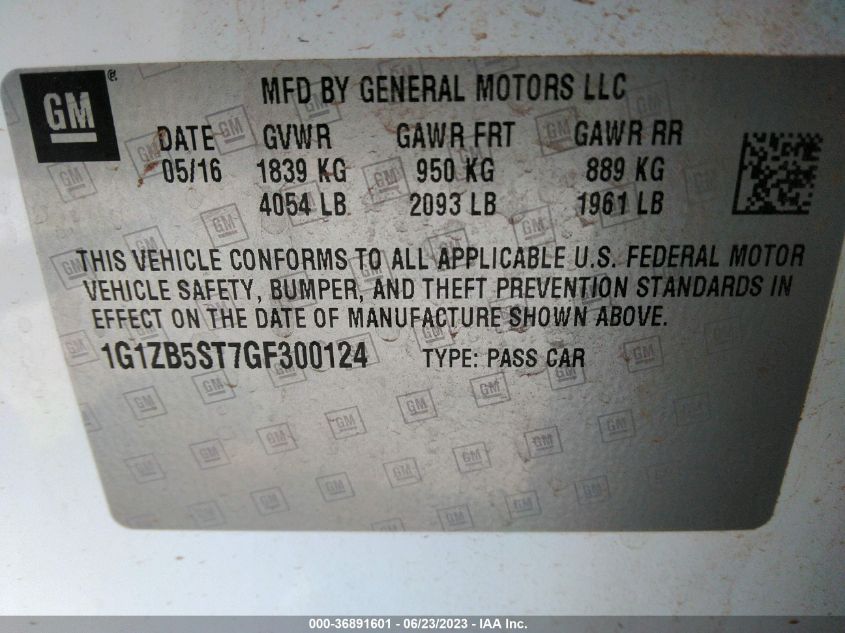 GM®
MFD BY GENERAL MOTORS LLC
DATE GVWR GAWR FRT GAWR RR
05/16 1839 KG 950 KG 889 KG
4054 LB 2093 LB 1961 LB
THIS VEHICLE CONFORMS TO ALL APPLICABLE U.S. FEDERAL MOTOR
VEHICLE SAFETY, BUMPER, AND THEFT PREVENTION STANDARDS IN
EFFECT ON THE DATE OF MANUFACTURE SHOWN ABOVE.
1G1ZB5ST7GF300124 TYPE: PASS CAR
000-36891601 - 06/23/2023 - IAA Inc.